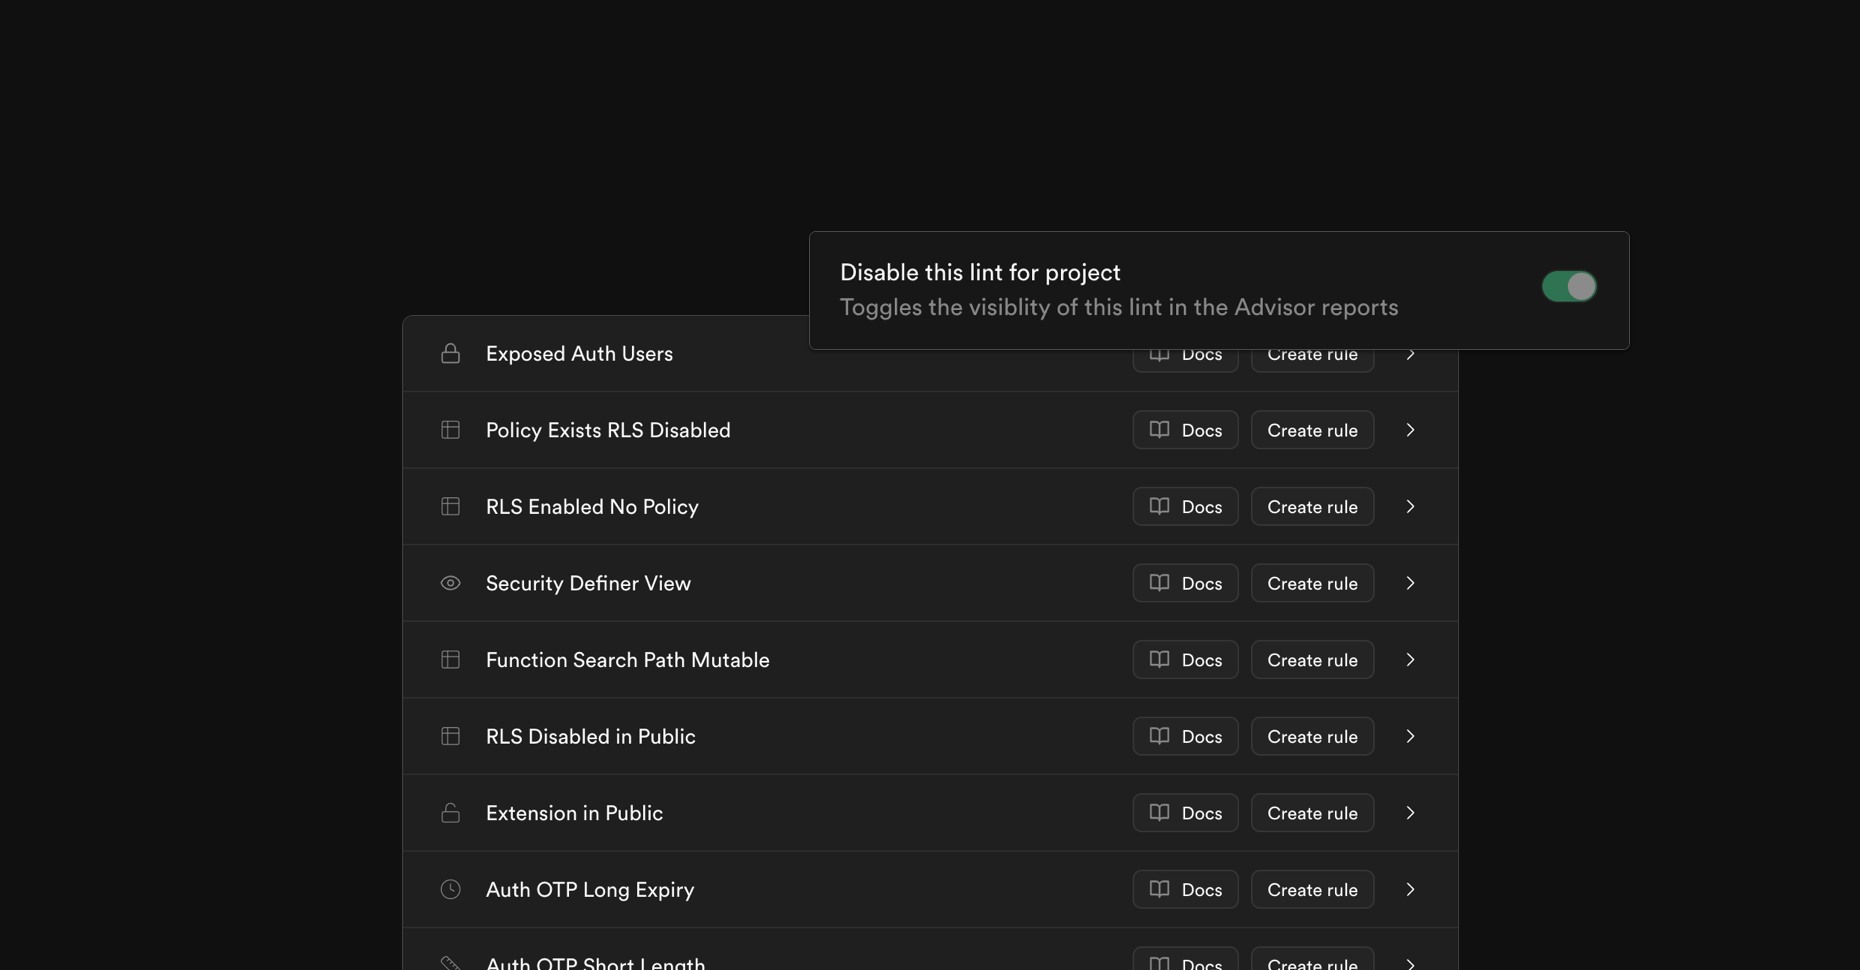 Disable this lint for project
Toggles the visiblity of this lint in the Advisor reports
Exposed Auth Users Docs Create rule
Policy Exists RLS Disabled Docs Create rule
RLS Enabled No Policy Docs Create rule
Security Definer View Docs Create rule
Function Search Path Mutable Docs Create rule
RLS Disabled in Public Docs Create rule
Extension in Public Docs Create rule
Auth OTP Long Expiry Docs Create rule
Auth OTP Short Length Docs Create rule